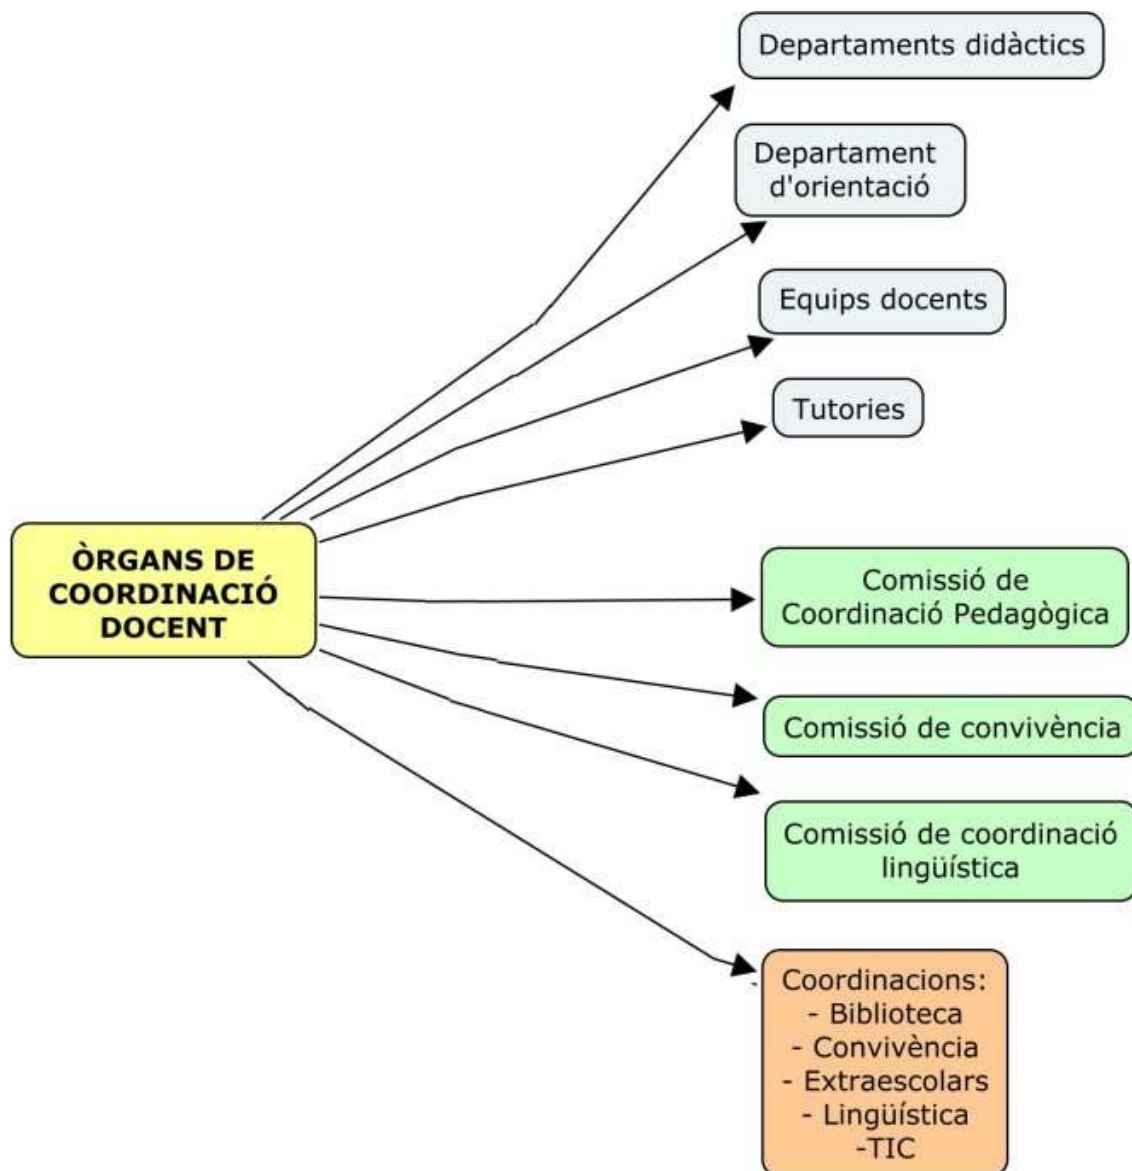 Departaments didàctics
Departament
d'orientació
Equips docents
Tutories
ÒRGANS DE
COORDINACIÓ
DOCENT
Comissió de
Coordinació Pedagògica
Comissió de convivència
Comissió de coordinació
lingüística
Coordinacions:
- Biblioteca
- Convivència
- Extraescolars
- Lingüística
-TIC